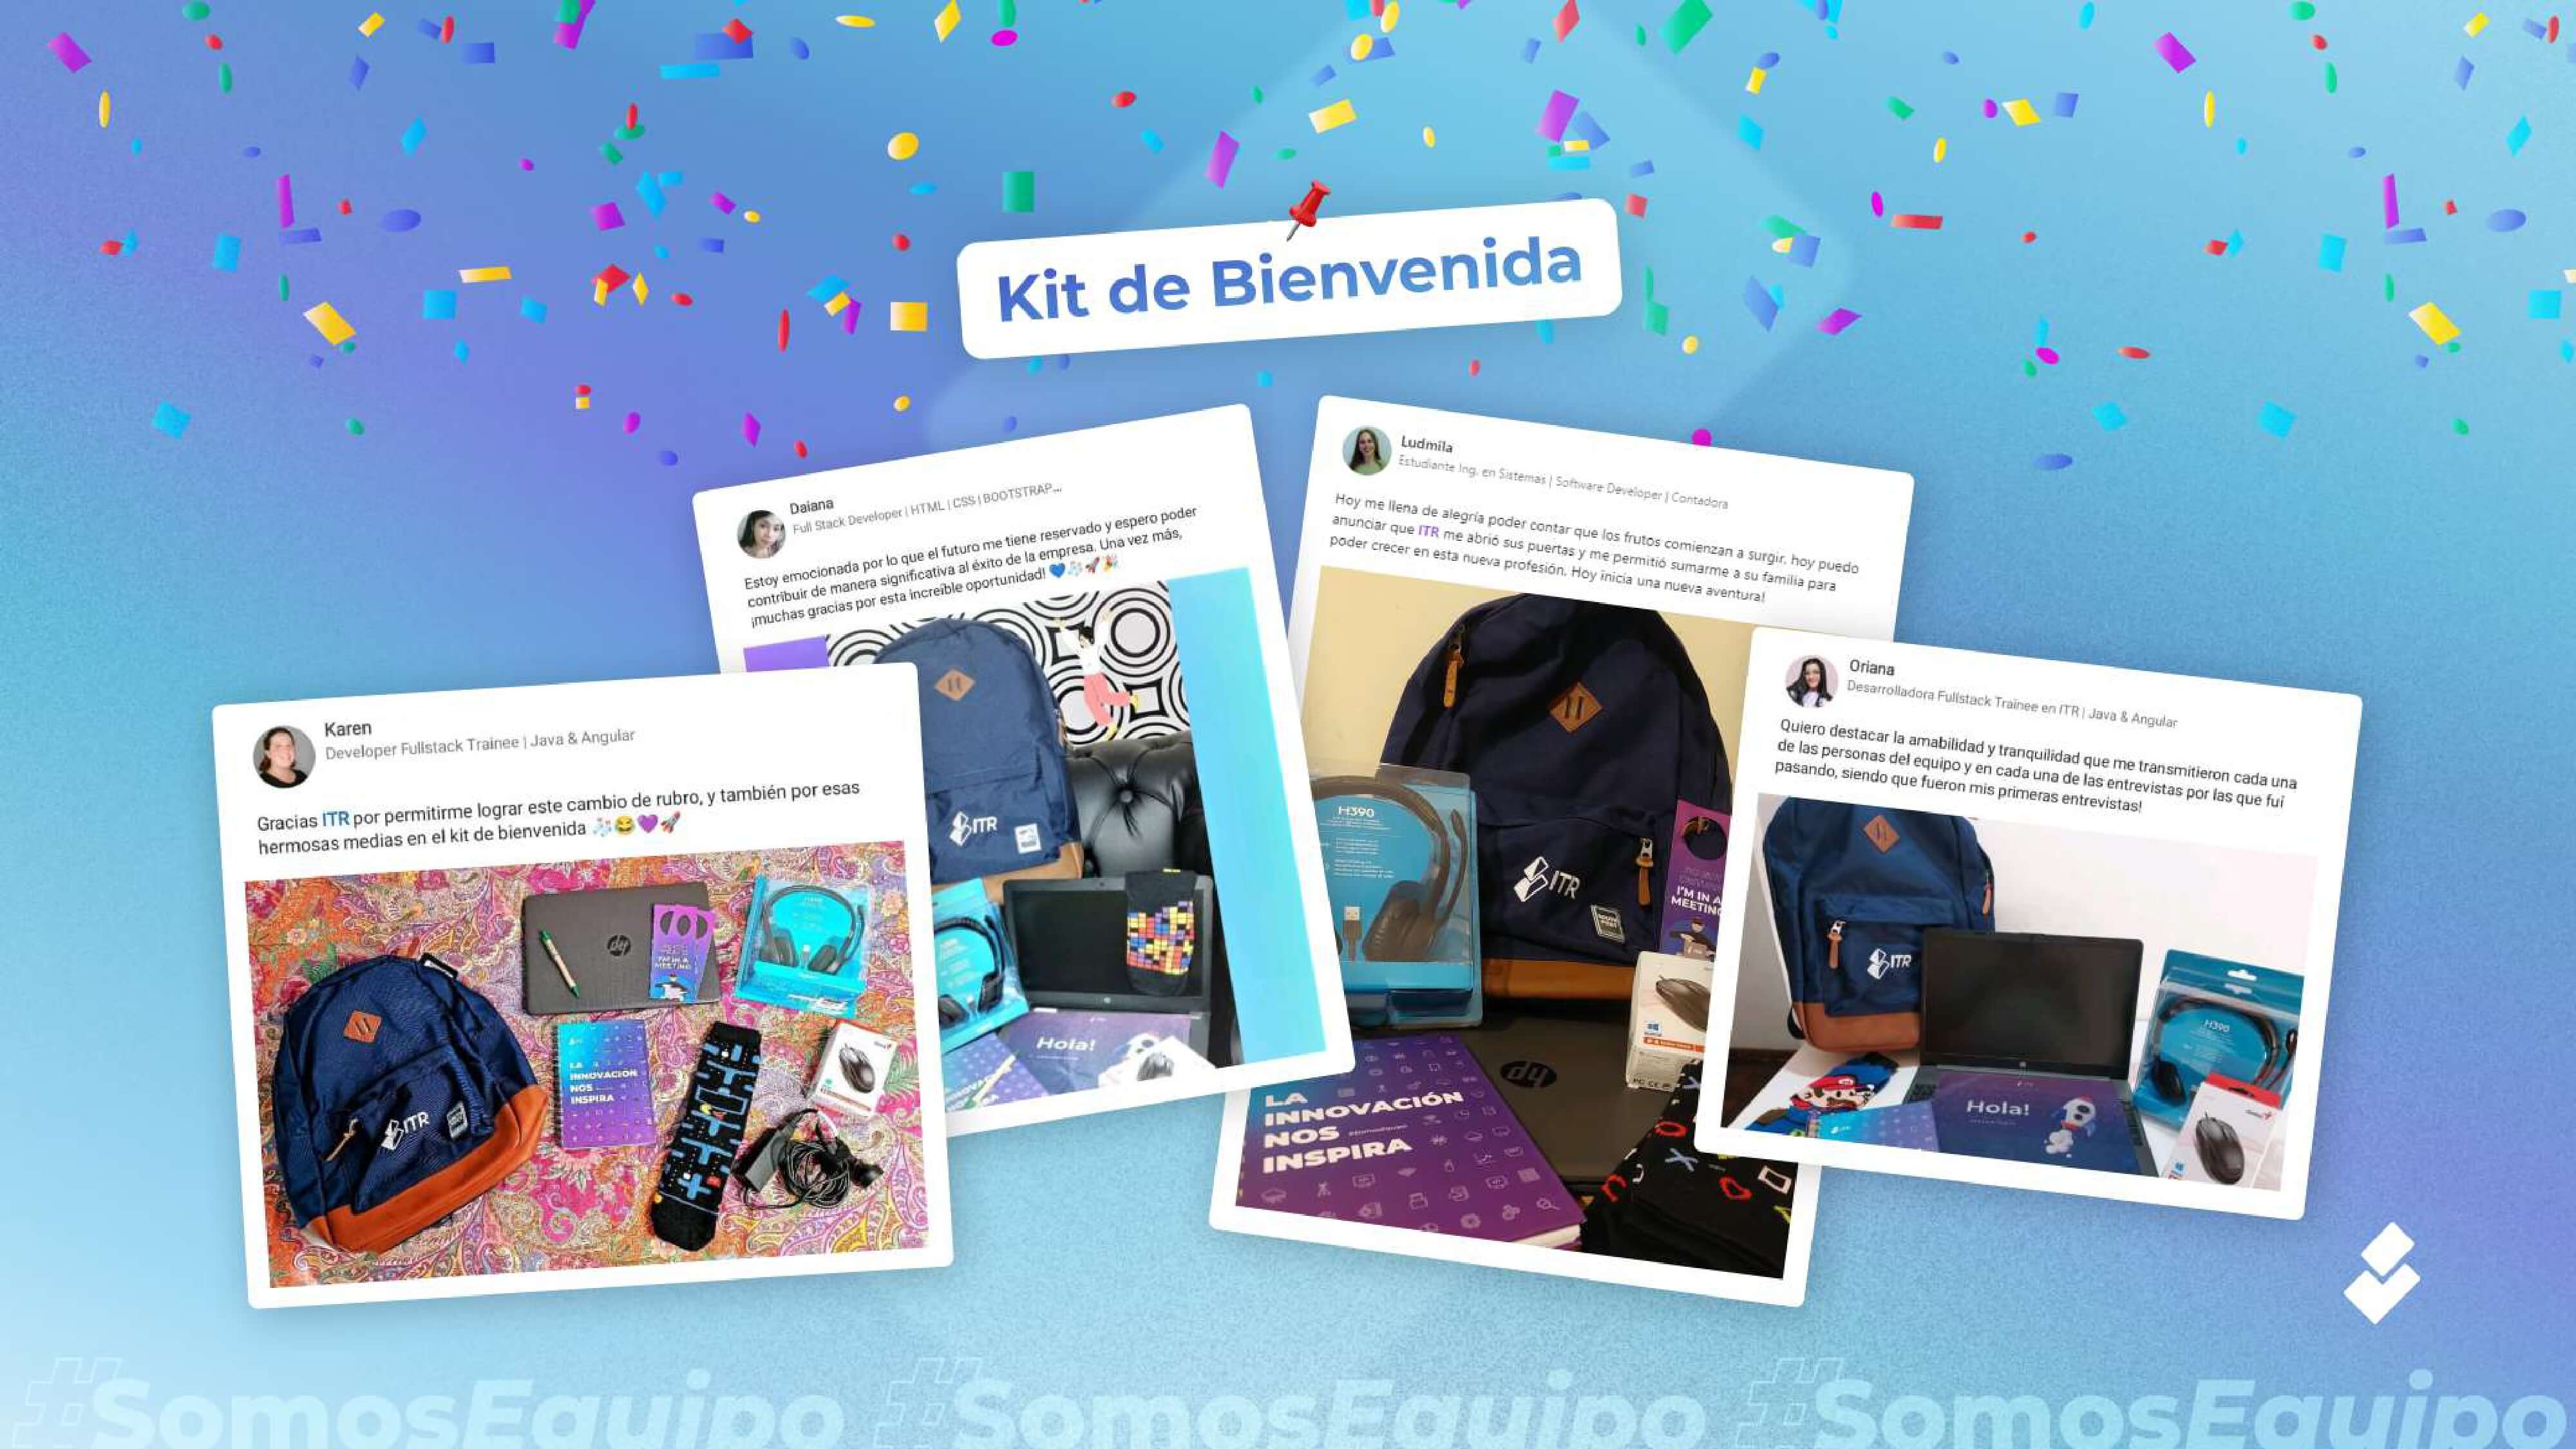 Kit de Bienvenida
Karen
Developer Fullstack Trainee | Java & Angular
Gracias ITR por permitirme lograr este cambio de rubro, y también por esas
hermosas medias en el kit de bienvenida 🧦😂💜🚀
ITR
I'M IN A
MEETING
LA
INNOVACIÓN
NOS
INSPIRA
Daiana
Full Stack Developer | HTML | CSS | BOOTSTRAP...
Estoy emocionada por lo que el futuro me tiene reservado y espero poder
contribuir de manera significativa al éxito de la empresa. Una vez más,
¡muchas gracias por esta increíble oportunidad! 💙🧦🚀🎉
ITR
Hola!
Ludmila
Estudiante Ing. en Sistemas | Software Developer | Contadora
Hoy me llena de alegría poder contar que los frutos comienzan a surgir, hoy puedo
anunciar que ITR me abrió sus puertas y me permitió sumarme a su familia para
poder crecer en esta nueva profesión. Hoy inicia una nueva aventura!
H390
ITR
I'M IN A
MEETING
hp
LA
INNOVACIÓN
NOS #SomosEquipo
INSPIRA
Oriana
Desarrolladora Fullstack Trainee en ITR | Java & Angular
Quiero destacar la amabilidad y tranquilidad que me transmitieron cada una
de las personas del equipo y en cada una de las entrevistas por las que fui
pasando, siendo que fueron mis primeras entrevistas!
ITR
H390
Hola!
#SomosEquipo #SomosEquipo #SomosEquipo